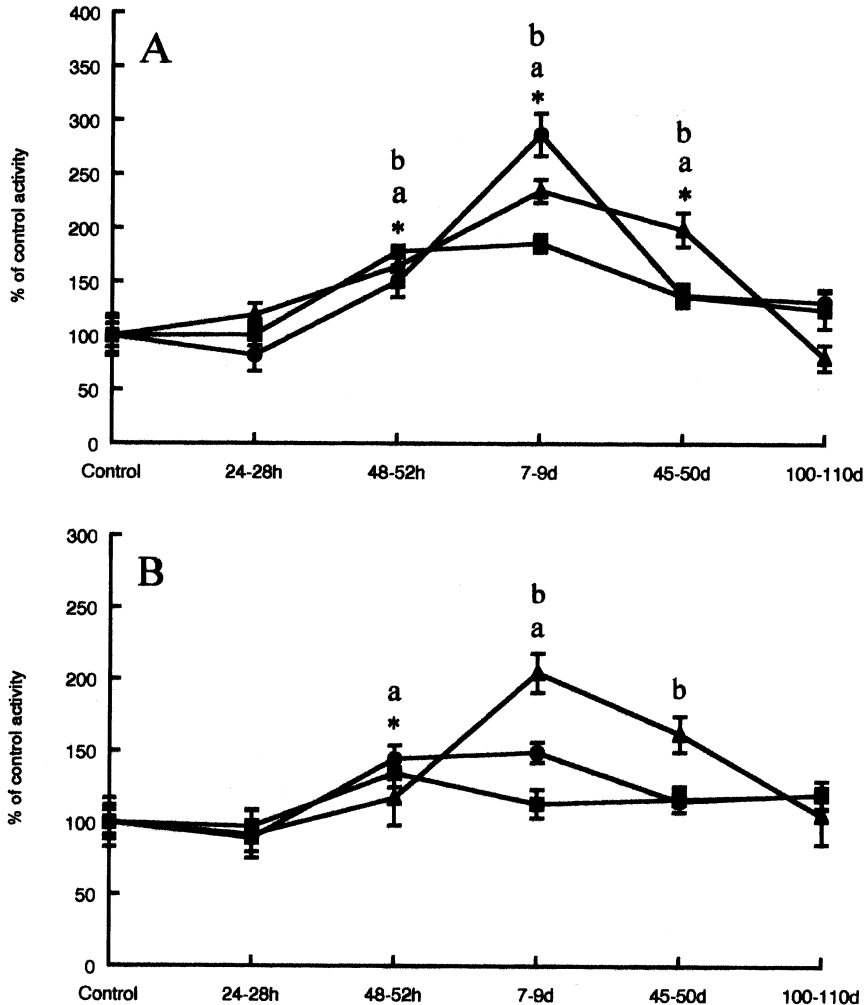 A
% of control activity
400
350
300
250
200
150
100
50
0
b
a
*
b
a
*
b
a
*
Control
24-28h
48-52h
7-9d
45-50d
100-110d
B
% of control activity
300
250
200
150
100
50
0
a
*
b
a
b
Control
24-28h
48-52h
7-9d
45-50d
100-110d